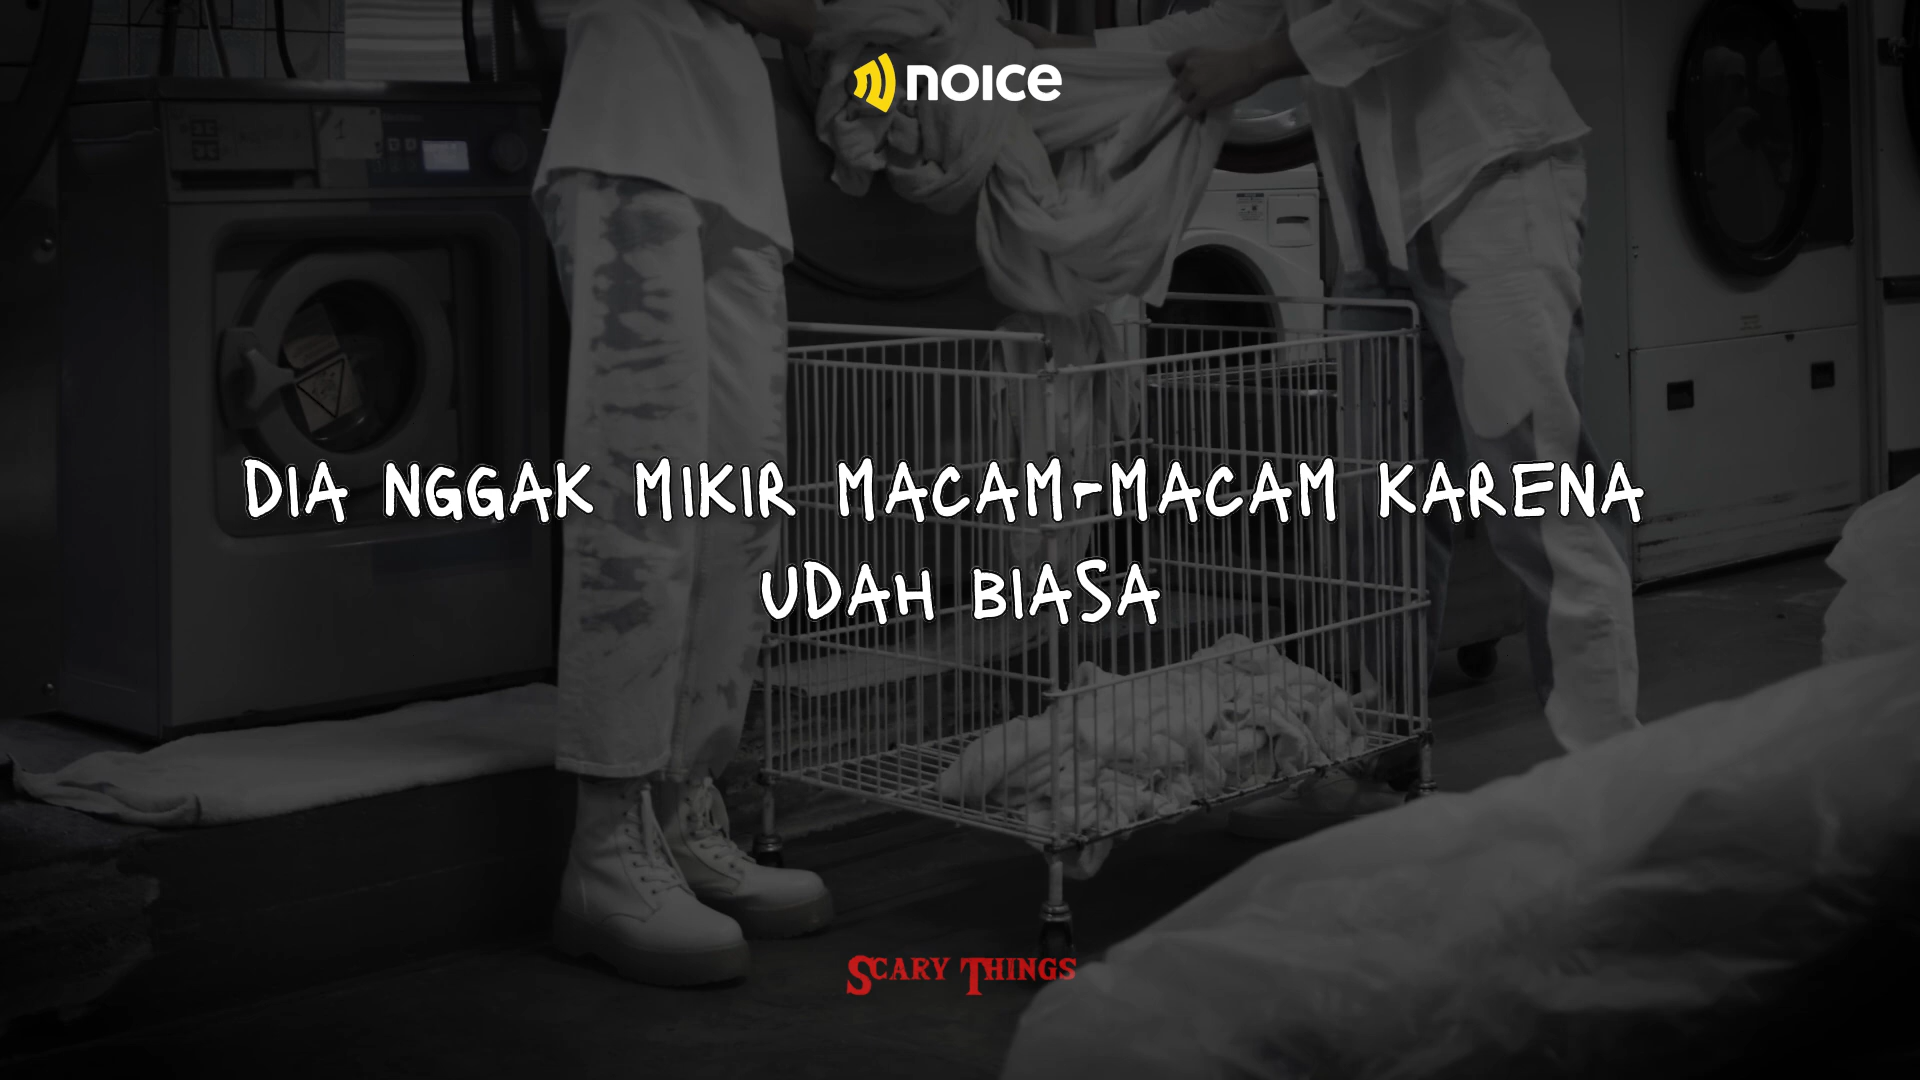 NOICE
DIA NGGAK MIKIR MACAM-MACAM KARENA
UDAH BIASA
SCARY THINGS